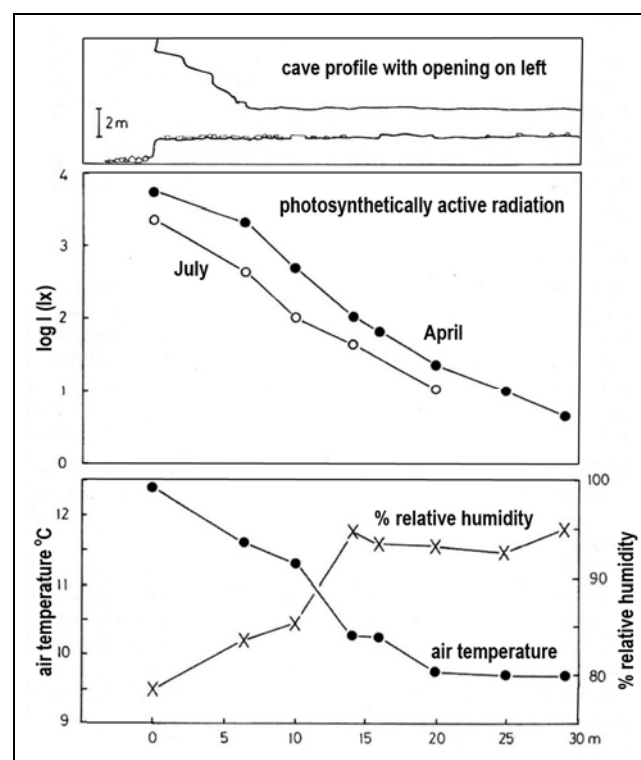 cave profile with opening on left
2m
photosynthetically active radiation
4
3
2
1
0
log I (lx)
July
April
12
11
10
9
air temperature °C
% relative humidity
air temperature
100
90
80
% relative humidity
0 5 10 15 20 25 30 m